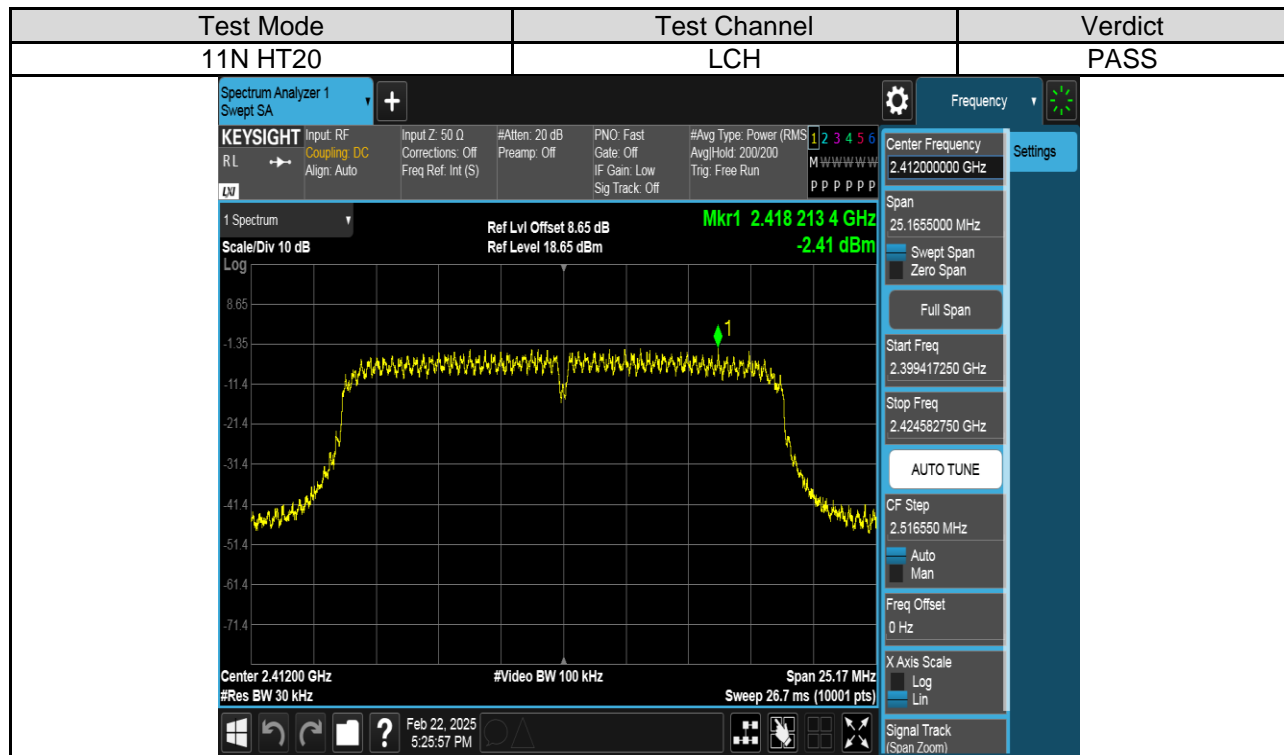 Test Mode Test Channel Verdict
11N HT20 LCH PASS
Spectrum Analyzer 1
Swept SA
+
Frequency
KEYSIGHT
RL
LXI
Input: RF
Coupling: DC
Align: Auto
Input Z: 50 Ω
Corrections: Off
Freq Ref: Int (S)
#Atten: 20 dB
Preamp: Off
PNO: Fast
Gate: Off
IF Gain: Low
Sig Track: Off
#Avg Type: Power (RMS
Avg|Hold: 200/200
Trig: Free Run
1 2 3 4 5 6
M W W W W W
P P P P P P
1 Spectrum
Scale/Div 10 dB
Log
Ref Lvl Offset 8.65 dB
Ref Level 18.65 dBm
Mkr1 2.418 213 4 GHz
-2.41 dBm
1
8.65
-1.35
-11.4
-21.4
-31.4
-41.4
-51.4
-61.4
-71.4
Center 2.41200 GHz
#Res BW 30 kHz
#Video BW 100 kHz
Span 25.17 MHz
Sweep 26.7 ms (10001 pts)
?
Feb 22, 2025
5:25:57 PM
Center Frequency
2.412000000 GHz
Settings
Span
25.1655000 MHz
Swept Span
Zero Span
Full Span
Start Freq
2.399417250 GHz
Stop Freq
2.424582750 GHz
AUTO TUNE
CF Step
2.516550 MHz
Auto
Man
Freq Offset
0 Hz
X Axis Scale
Log
Lin
Signal Track
(Span Zoom)